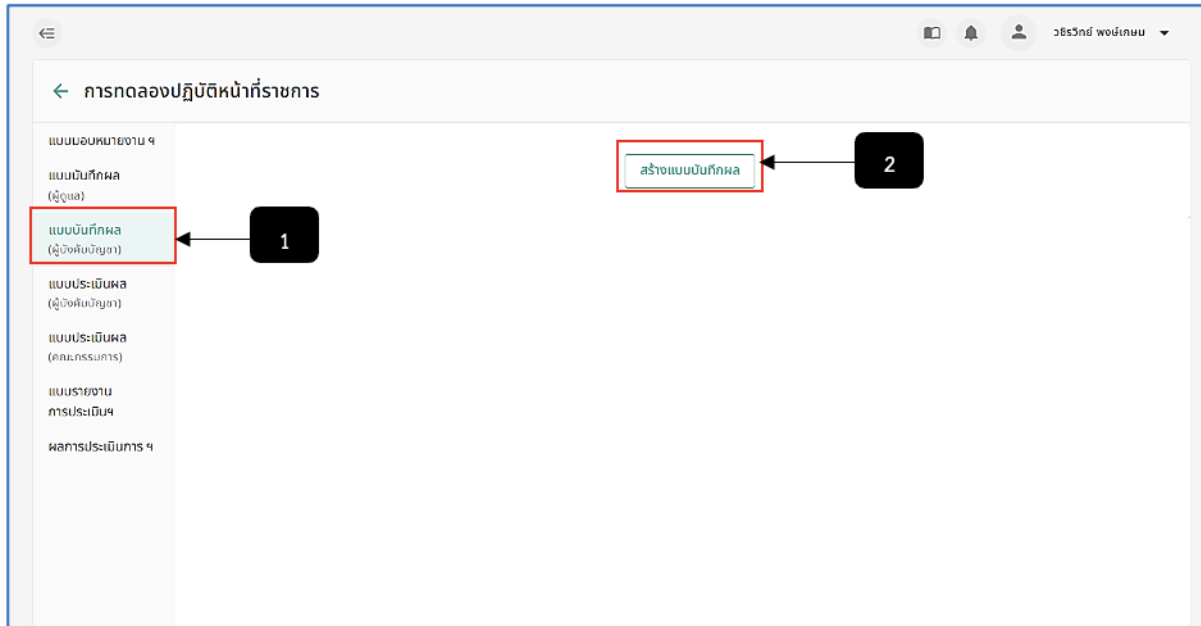 วชิรวิทย์ พงษ์เกษม
การทดลองปฏิบัติหน้าที่ราชการ
แบบมอบหมายงาน ฯ
สร้างแบบบันทึกผล
2
แบบบันทึกผล
(ผู้ดูแล)
แบบบันทึกผล
(ผู้บังคับบัญชา)
1
แบบประเมินผล
(ผู้บังคับบัญชา)
แบบประเมินผล
(คณะกรรมการ)
แบบรายงาน
การประเมินฯ
ผลการประเมินการ ฯ